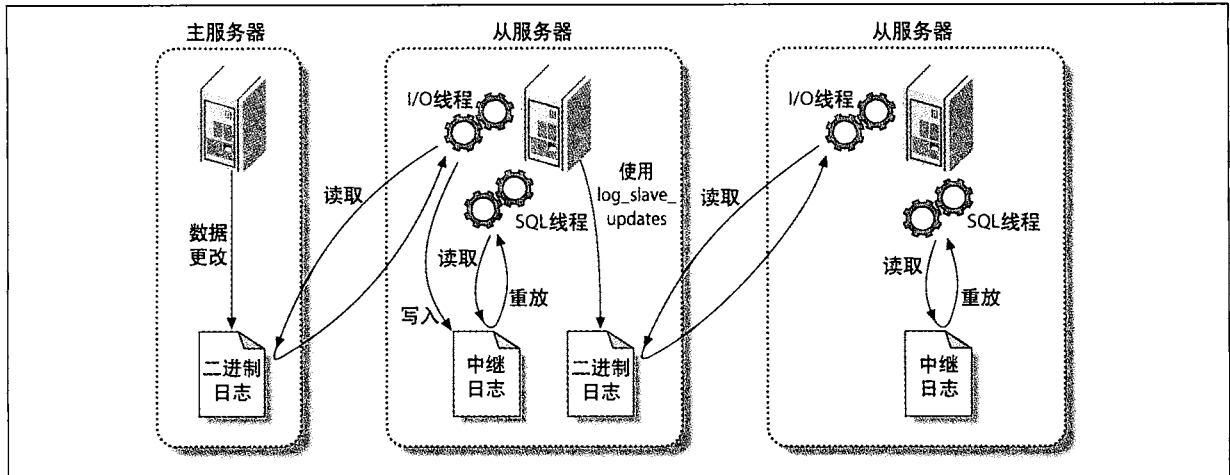 主服务器
从服务器
从服务器
I/O线程
I/O线程
读取
使用
log_slave_
updates
读取
SQL线程
SQL线程
数据
更改
读取
读取
重放
重放
写入
二进制
日志
中继
日志
二进制
日志
中继
日志